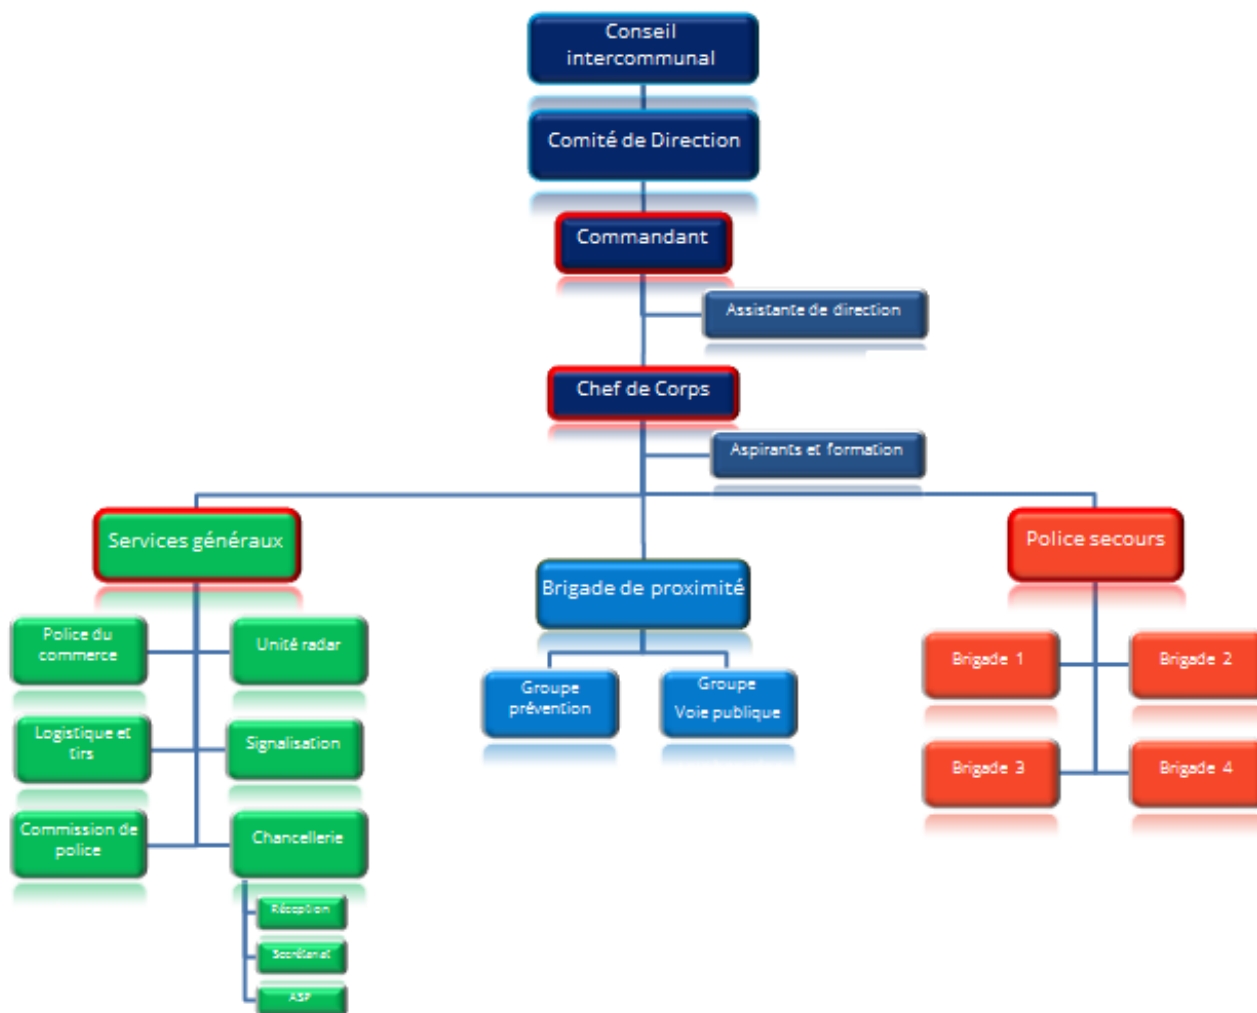 Conseil
intercommunal
Comité de Direction
Commandant
Assistante de direction
Chef de Corps
Aspirants et formation
Services généraux
Police du
commerce
Unité radar
Logistique et
tirs
Signalisation
Commission de
police
Chancellerie
Réception
Secrétariat
ASP
Brigade de proximité
Groupe
prévention
Groupe
Voie publique
Police secours
Brigade 1
Brigade 2
Brigade 3
Brigade 4